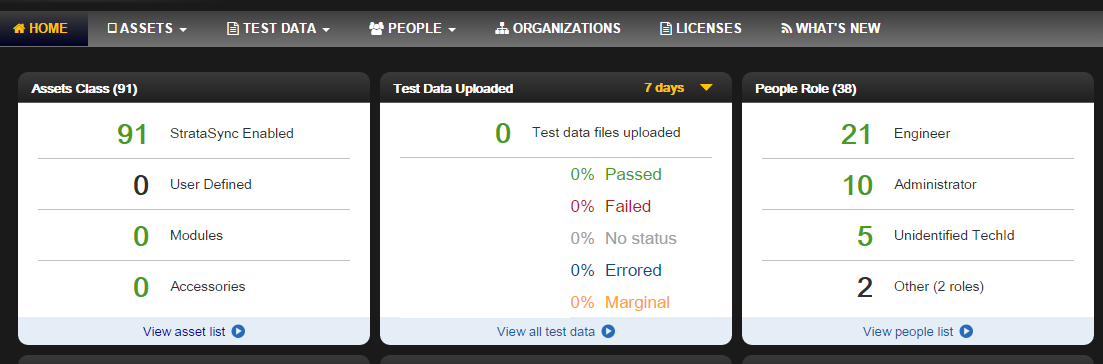 HOME ASSETS TEST DATA PEOPLE ORGANIZATIONS LICENSES WHAT'S NEW
Assets Class (91)
91 StrataSync Enabled
0 User Defined
0 Modules
0 Accessories
View asset list
Test Data Uploaded 7 days
0 Test data files uploaded
0% Passed
0% Failed
0% No status
0% Errored
0% Marginal
View all test data
People Role (38)
21 Engineer
10 Administrator
5 Unidentified TechId
2 Other (2 roles)
View people list